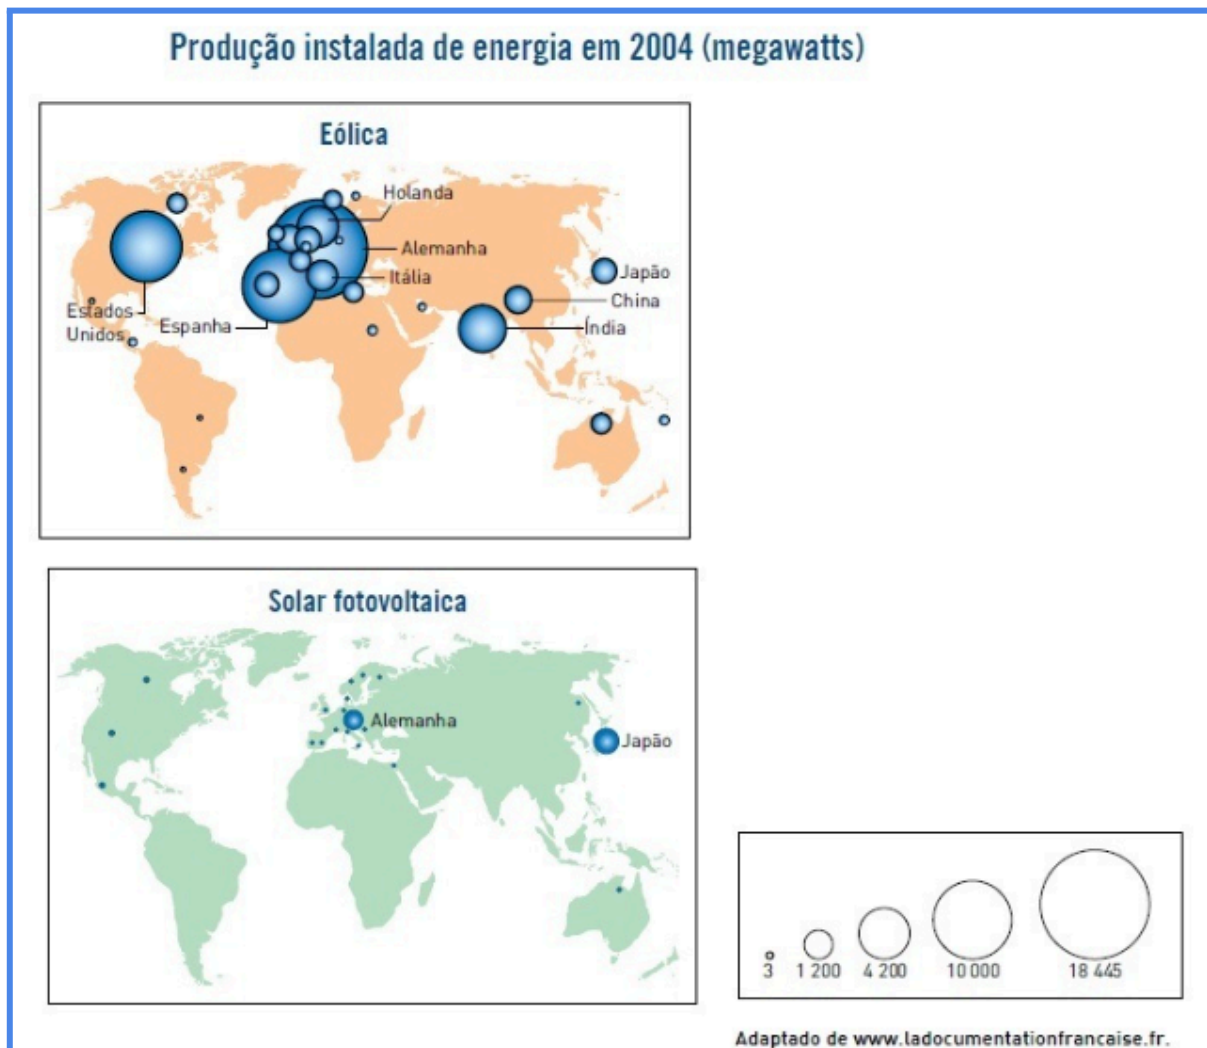 Produção instalada de energia em 2004 (megawatts)
Eólica
Holanda
Alemanha
Itália
Japão
China
Índia
Estados
Unidos
Espanha
Solar fotovoltaica
Alemanha
Japão
3 1 200 4 200 10 000 18 445
Adaptado de www.ladocumentationfrancaise.fr.